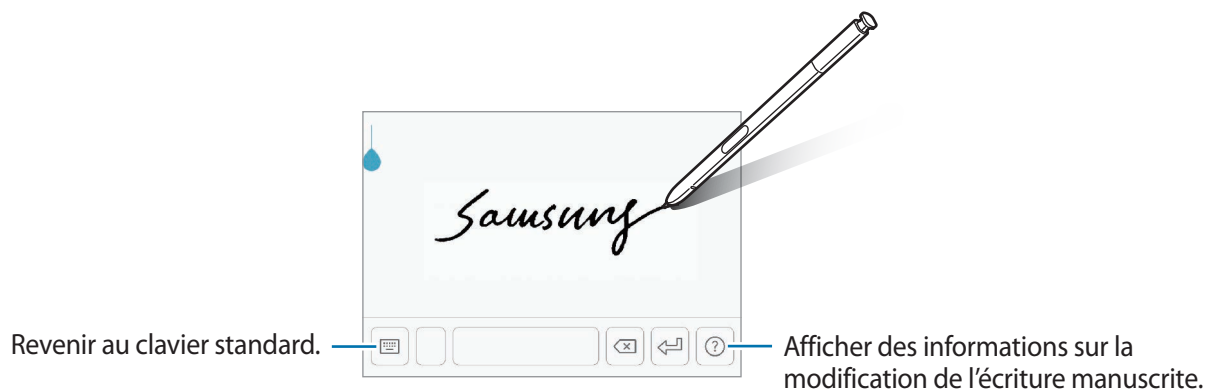 Samsung
Revenir au clavier standard.
Afficher des informations sur la
modification de l'écriture manuscrite.